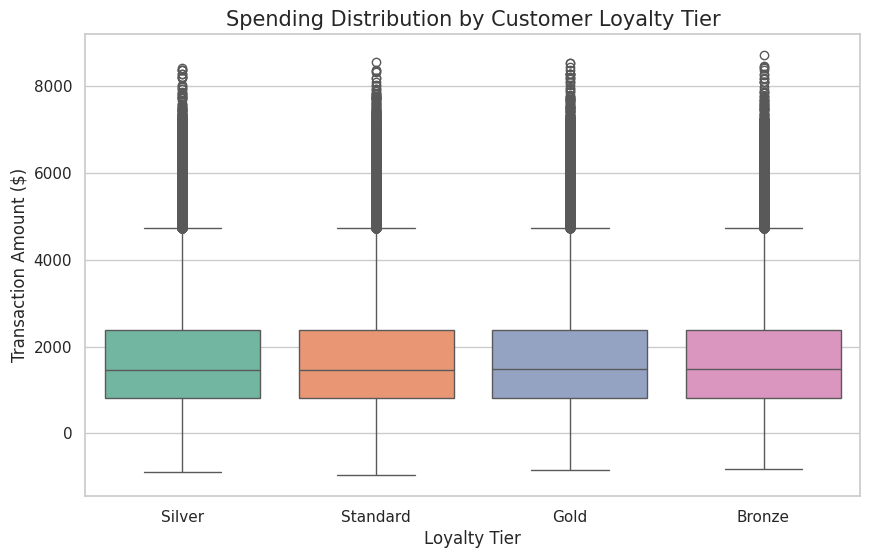 Spending Distribution by Customer Loyalty Tier
Transaction Amount ($)
8000
6000
4000
2000
0
Silver
Standard
Gold
Bronze
Loyalty Tier